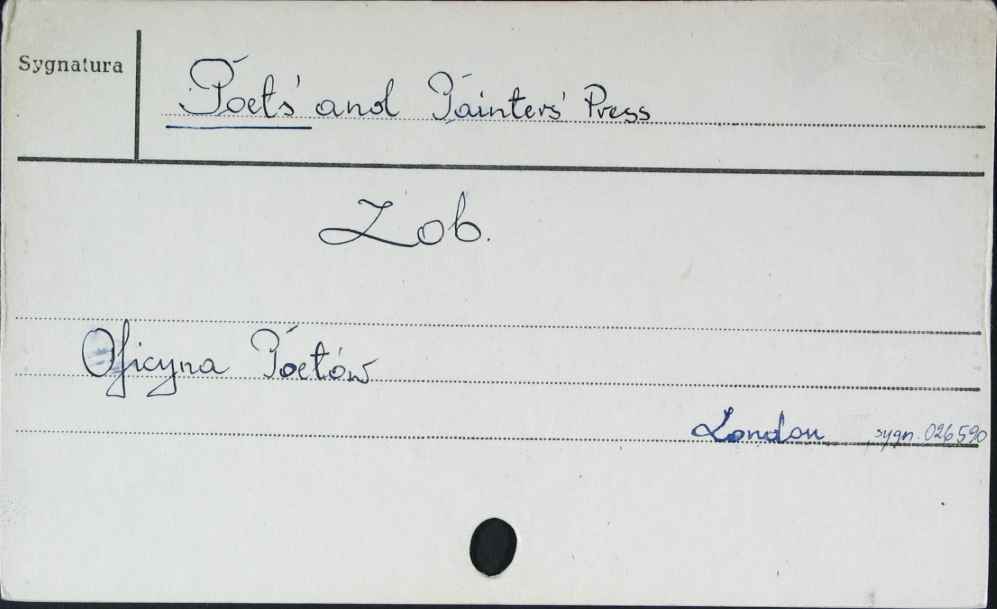 Sygnatura
Poets' and Painters' Press
Zob.
Oficyna Poetów
London sygn. 026590